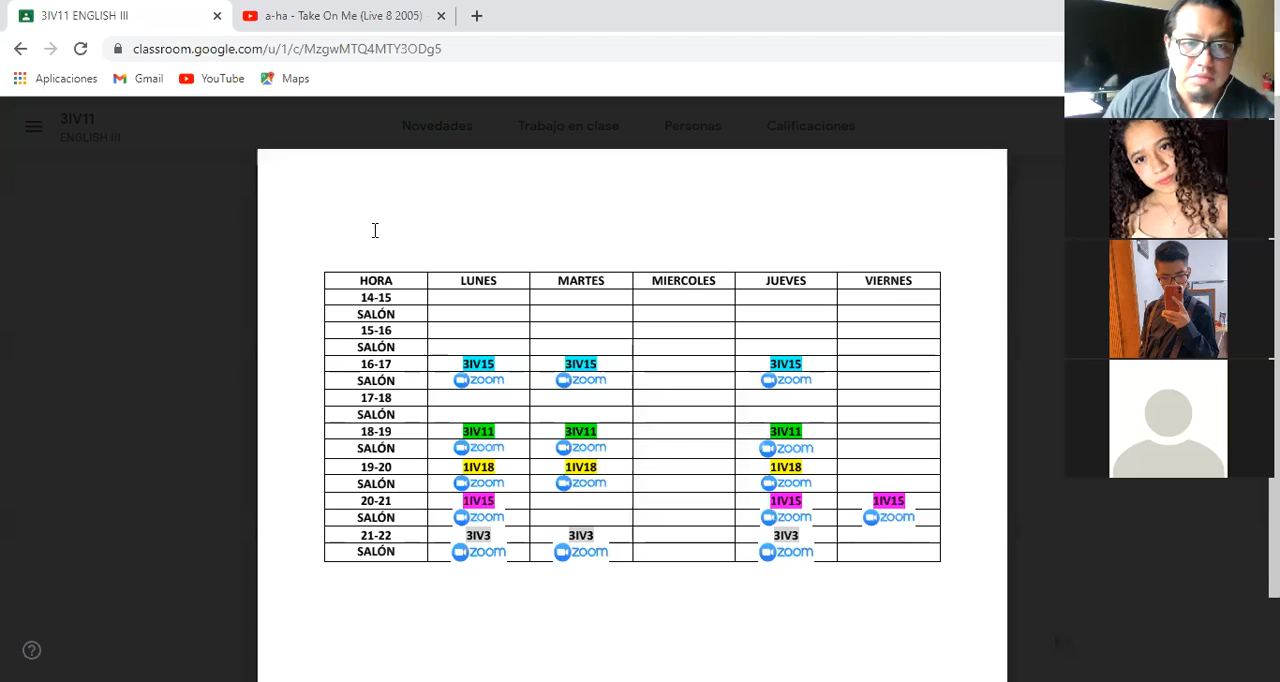 3IV11 ENGLISH III
a-ha - Take On Me (Live 8 2005) -
classroom.google.com/u/1/c/MzgwMTQ4MTY3ODg5
Aplicaciones Gmail YouTube Maps
3IV11
ENGLISH III
Novedades Trabajo en clase Personas Calificaciones
HORA LUNES MARTES MIERCOLES JUEVES VIERNES
14-15
SALÓN
15-16
SALÓN
16-17 3IV15 3IV15 3IV15
SALÓN zoom zoom zoom
17-18
SALÓN
18-19 3IV11 3IV11 3IV11
SALÓN zoom zoom zoom
19-20 1IV18 1IV18 1IV18
SALÓN zoom zoom zoom
20-21 1IV15 1IV15 1IV15
SALÓN zoom zoom zoom
21-22 3IV3 3IV3 3IV3
SALÓN zoom zoom zoom